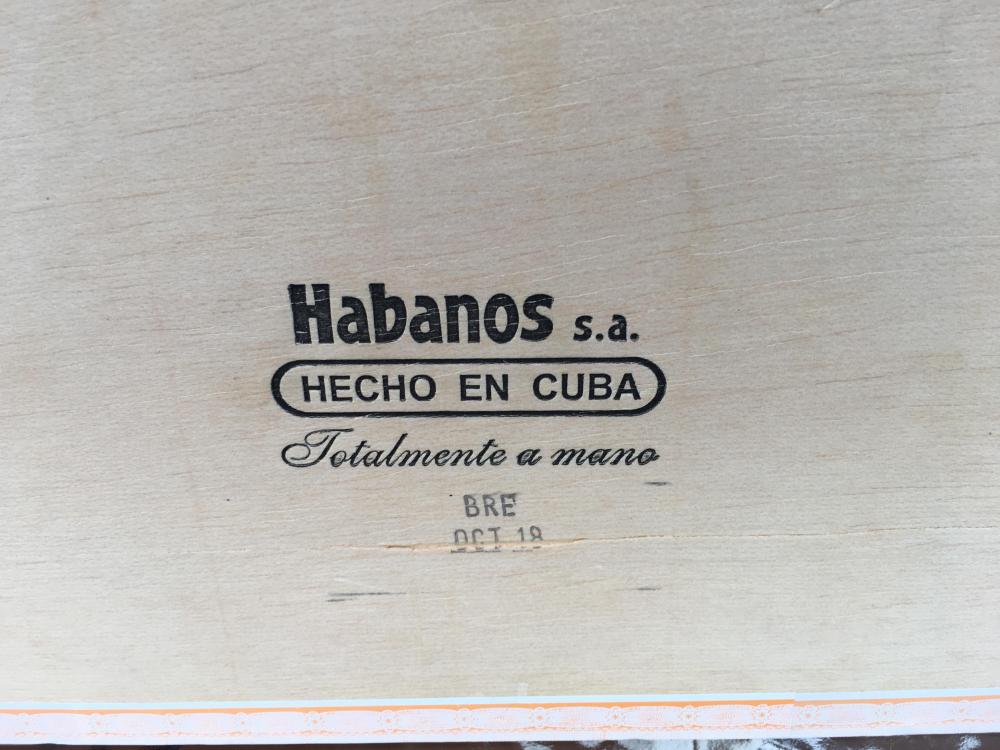 Habanos s.a.
HECHO EN CUBA
Totalmente a mano
BRE
OCT 18